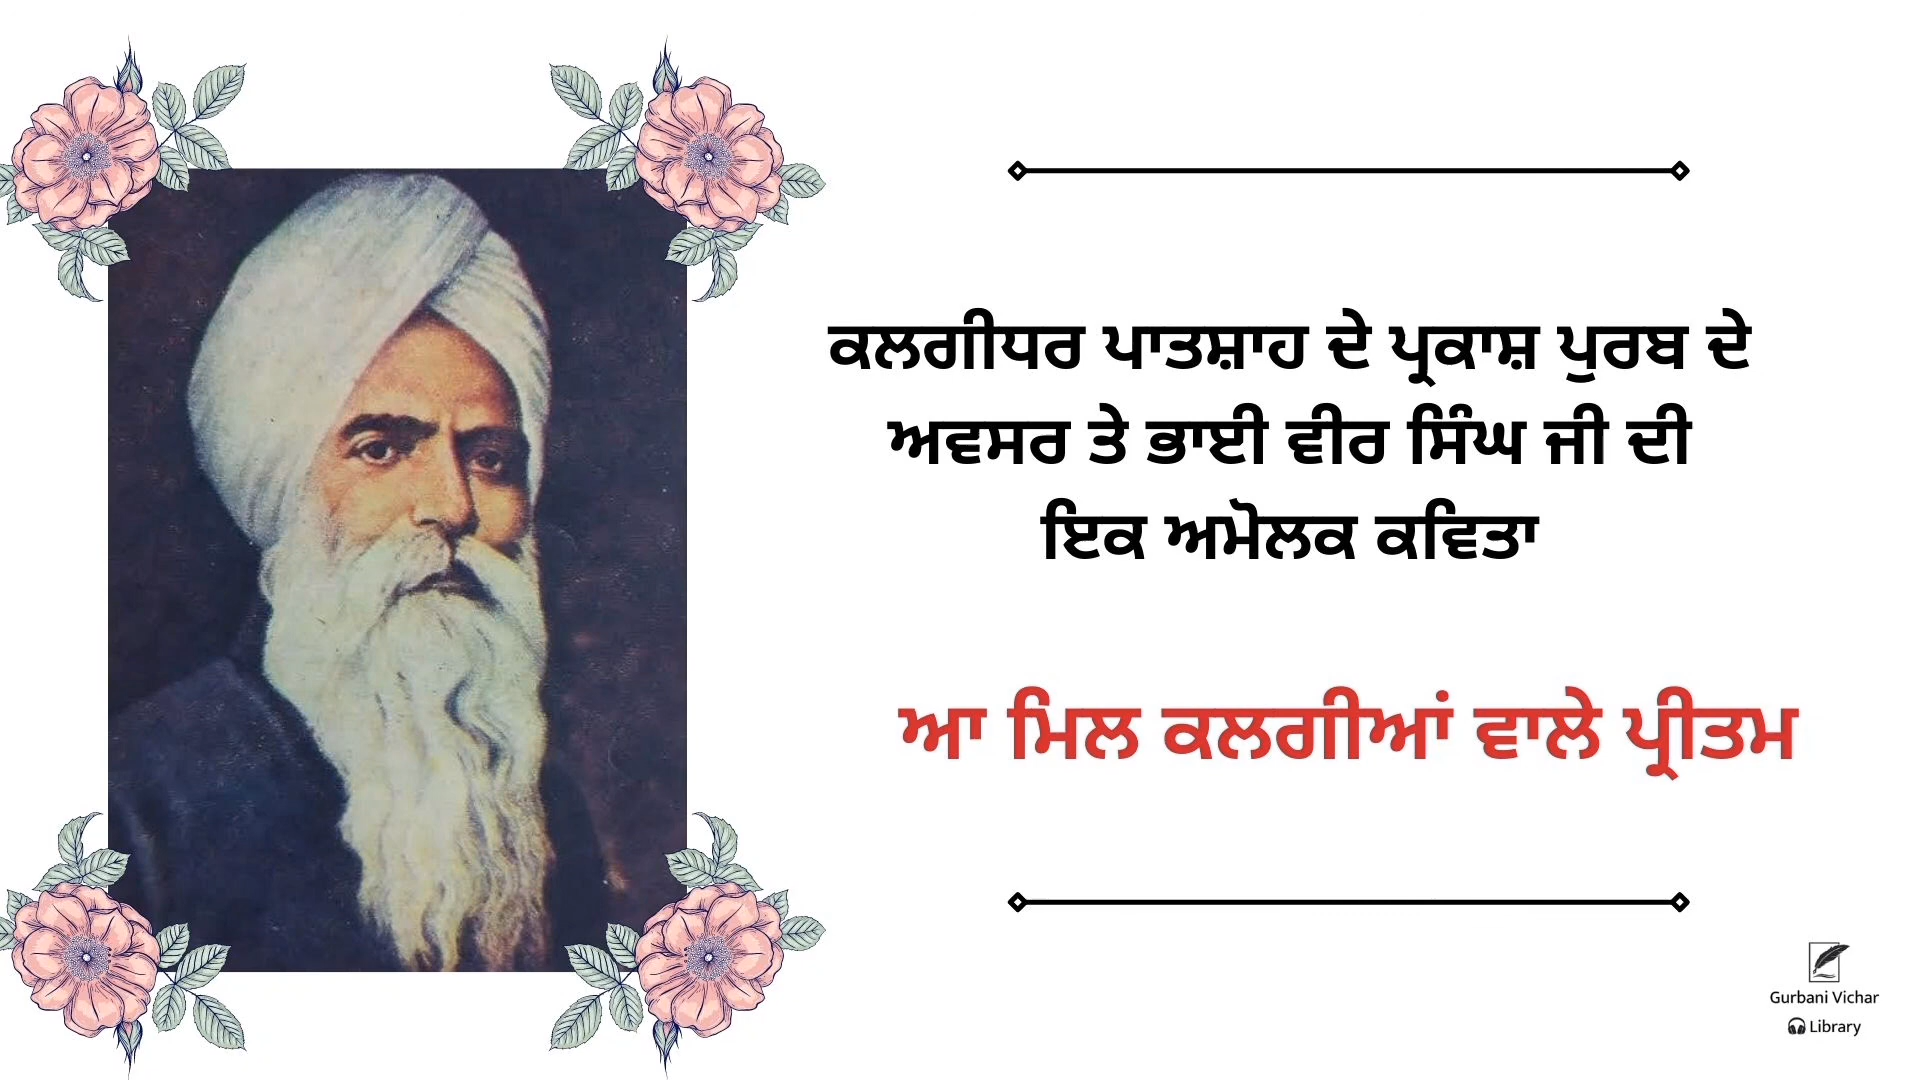 ਕਲਗੀਧਰ ਪਾਤਸ਼ਾਹ ਦੇ ਪ੍ਰਕਾਸ਼ ਪੁਰਬ ਦੇ
ਅਵਸਰ ਤੇ ਭਾਈ ਵੀਰ ਸਿੰਘ ਜੀ ਦੀ
ਇਕ ਅਮੋਲਕ ਕਵਿਤਾ
ਆ ਮਿਲ ਕਲਗੀਆਂ ਵਾਲੇ ਪ੍ਰੀਤਮ
Gurbani Vichar
Library